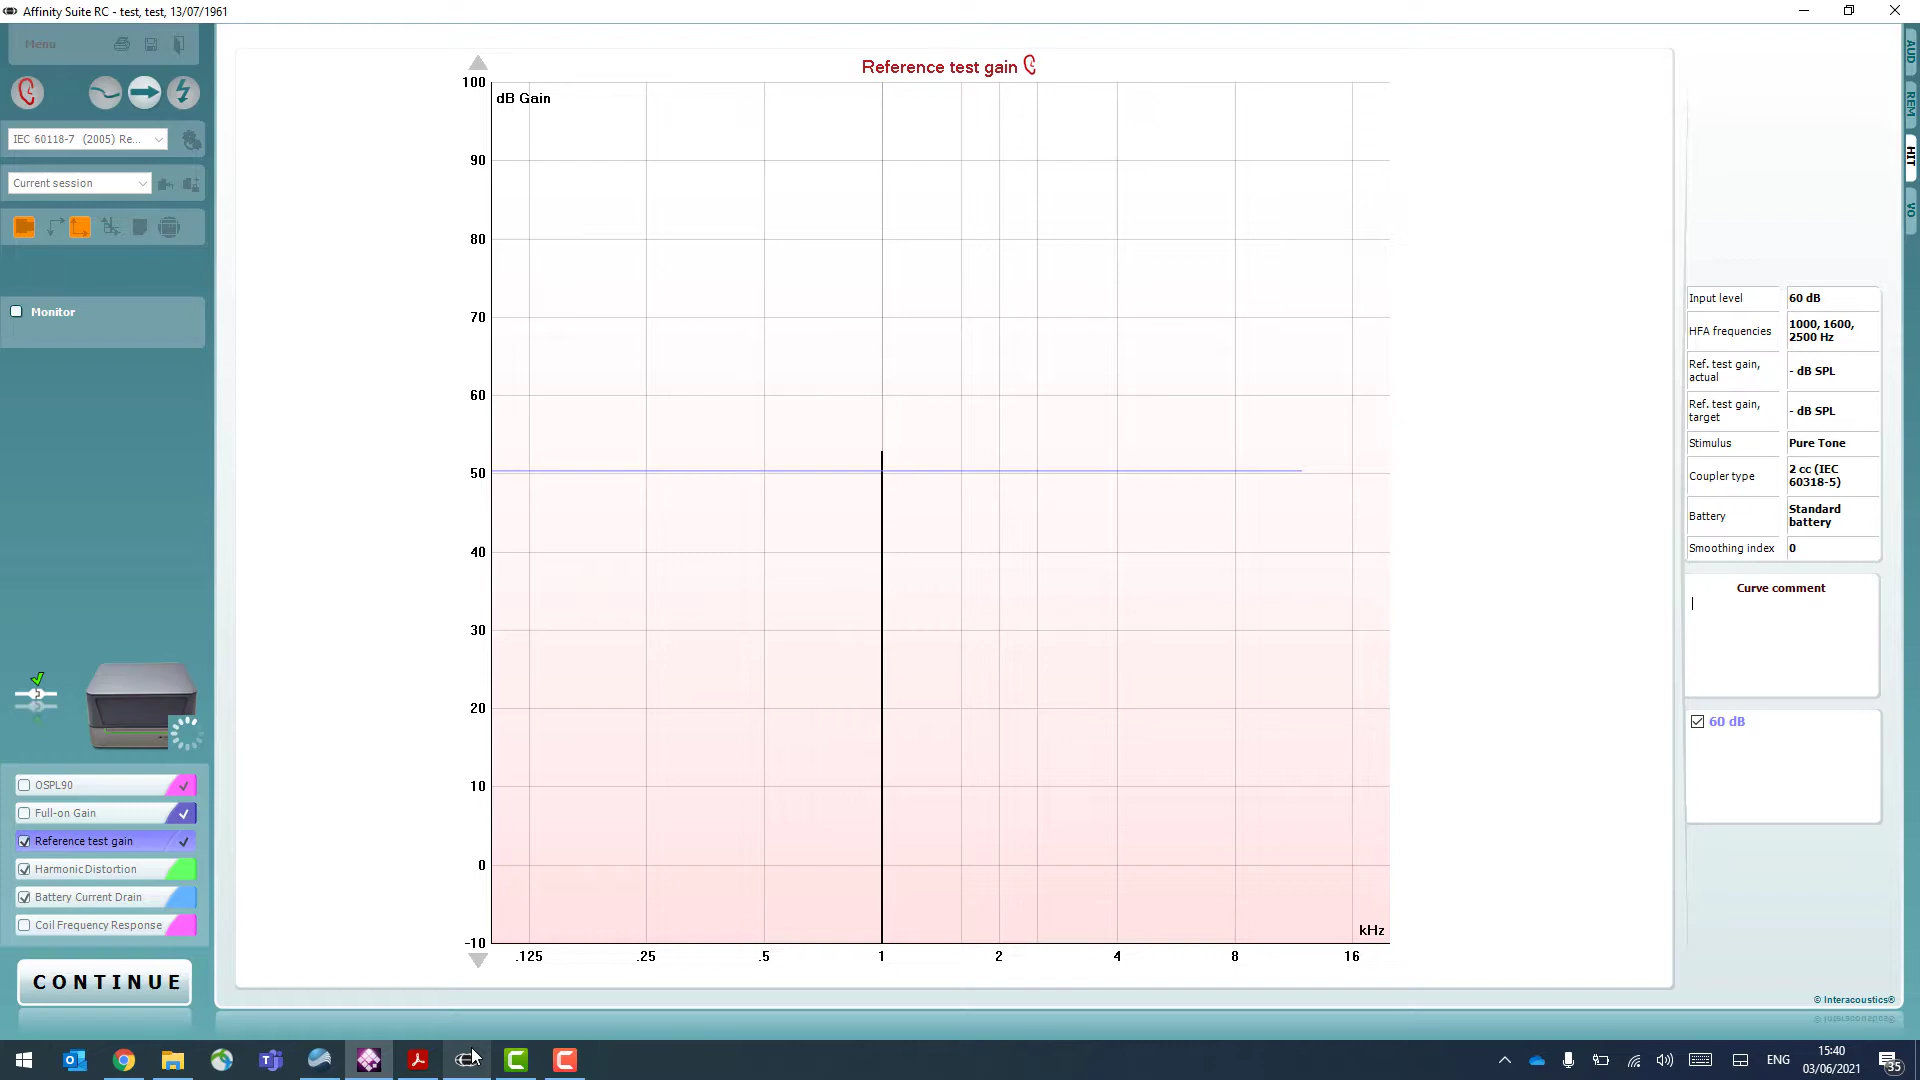 Affinity Suite RC - test, test, 13/07/1961
Menu
IEC 60118-7 (2005) Re...
Current session
Monitor
OSPL90
Full-on Gain
Reference test gain
Harmonic Distortion
Battery Current Drain
Coil Frequency Response
CONTINUE
Reference test gain
dB Gain
100
90
80
70
60
50
40
30
20
10
0
-10
kHz
.125 .25 .5 1 2 4 8 16
AUD
REM
HIT
VO
Input level 60 dB
HFA frequencies 1000, 1600, 2500 Hz
Ref. test gain, actual - dB SPL
Ref. test gain, target - dB SPL
Stimulus Pure Tone
Coupler type 2 cc (IEC 60318-5)
Battery Standard battery
Smoothing index 0
Curve comment
60 dB
© Interacoustics®
ENG
15:40
03/06/2021
35